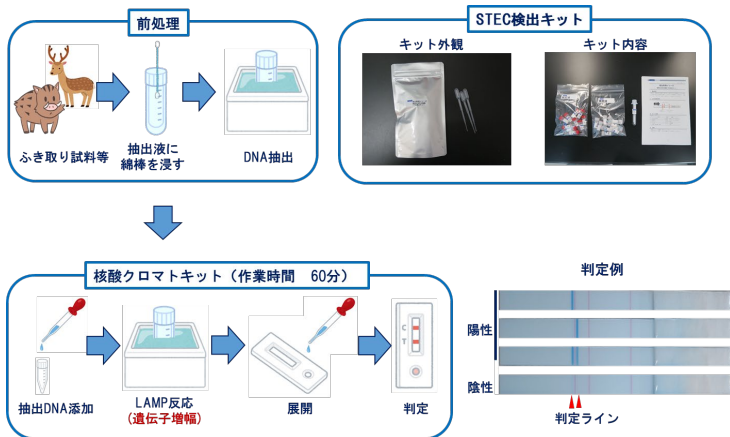 前処理
ふき取り試料等
抽出液に
綿棒を浸す
DNA抽出
STEC検出キット
キット外観
キット内容
核酸クロマトキット（作業時間　60分）
抽出DNA添加
LAMP反応
(遺伝子増幅)
展開
C
T
判定
判定例
陽性
陰性
判定ライン